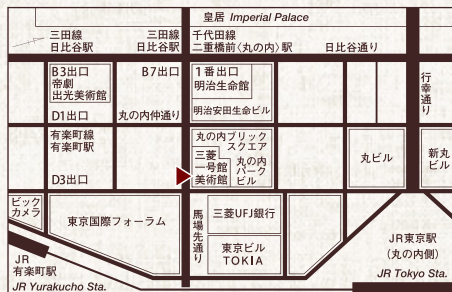 皇居 Imperial Palace
三田線
日比谷駅
三田線
日比谷駅
千代田線
二重橋前〈丸の内〉駅
日比谷通り
B3出口
帝劇
出光美術館
B7出口
1番出口
明治生命館
行幸通り
D1出口
丸の内仲通り
明治安田生命ビル
有楽町線
有楽町駅
丸の内ブリック
スクエア
三菱
一号館
美術館
丸の内
パーク
ビル
丸ビル
新丸
ビル
D3出口
ビック
カメラ
東京国際フォーラム
馬場先通り
三菱UFJ銀行
東京ビル
TOKIA
JR東京駅
(丸の内側)
JR Tokyo Sta.
JR
有楽町駅
JR Yurakucho Sta.